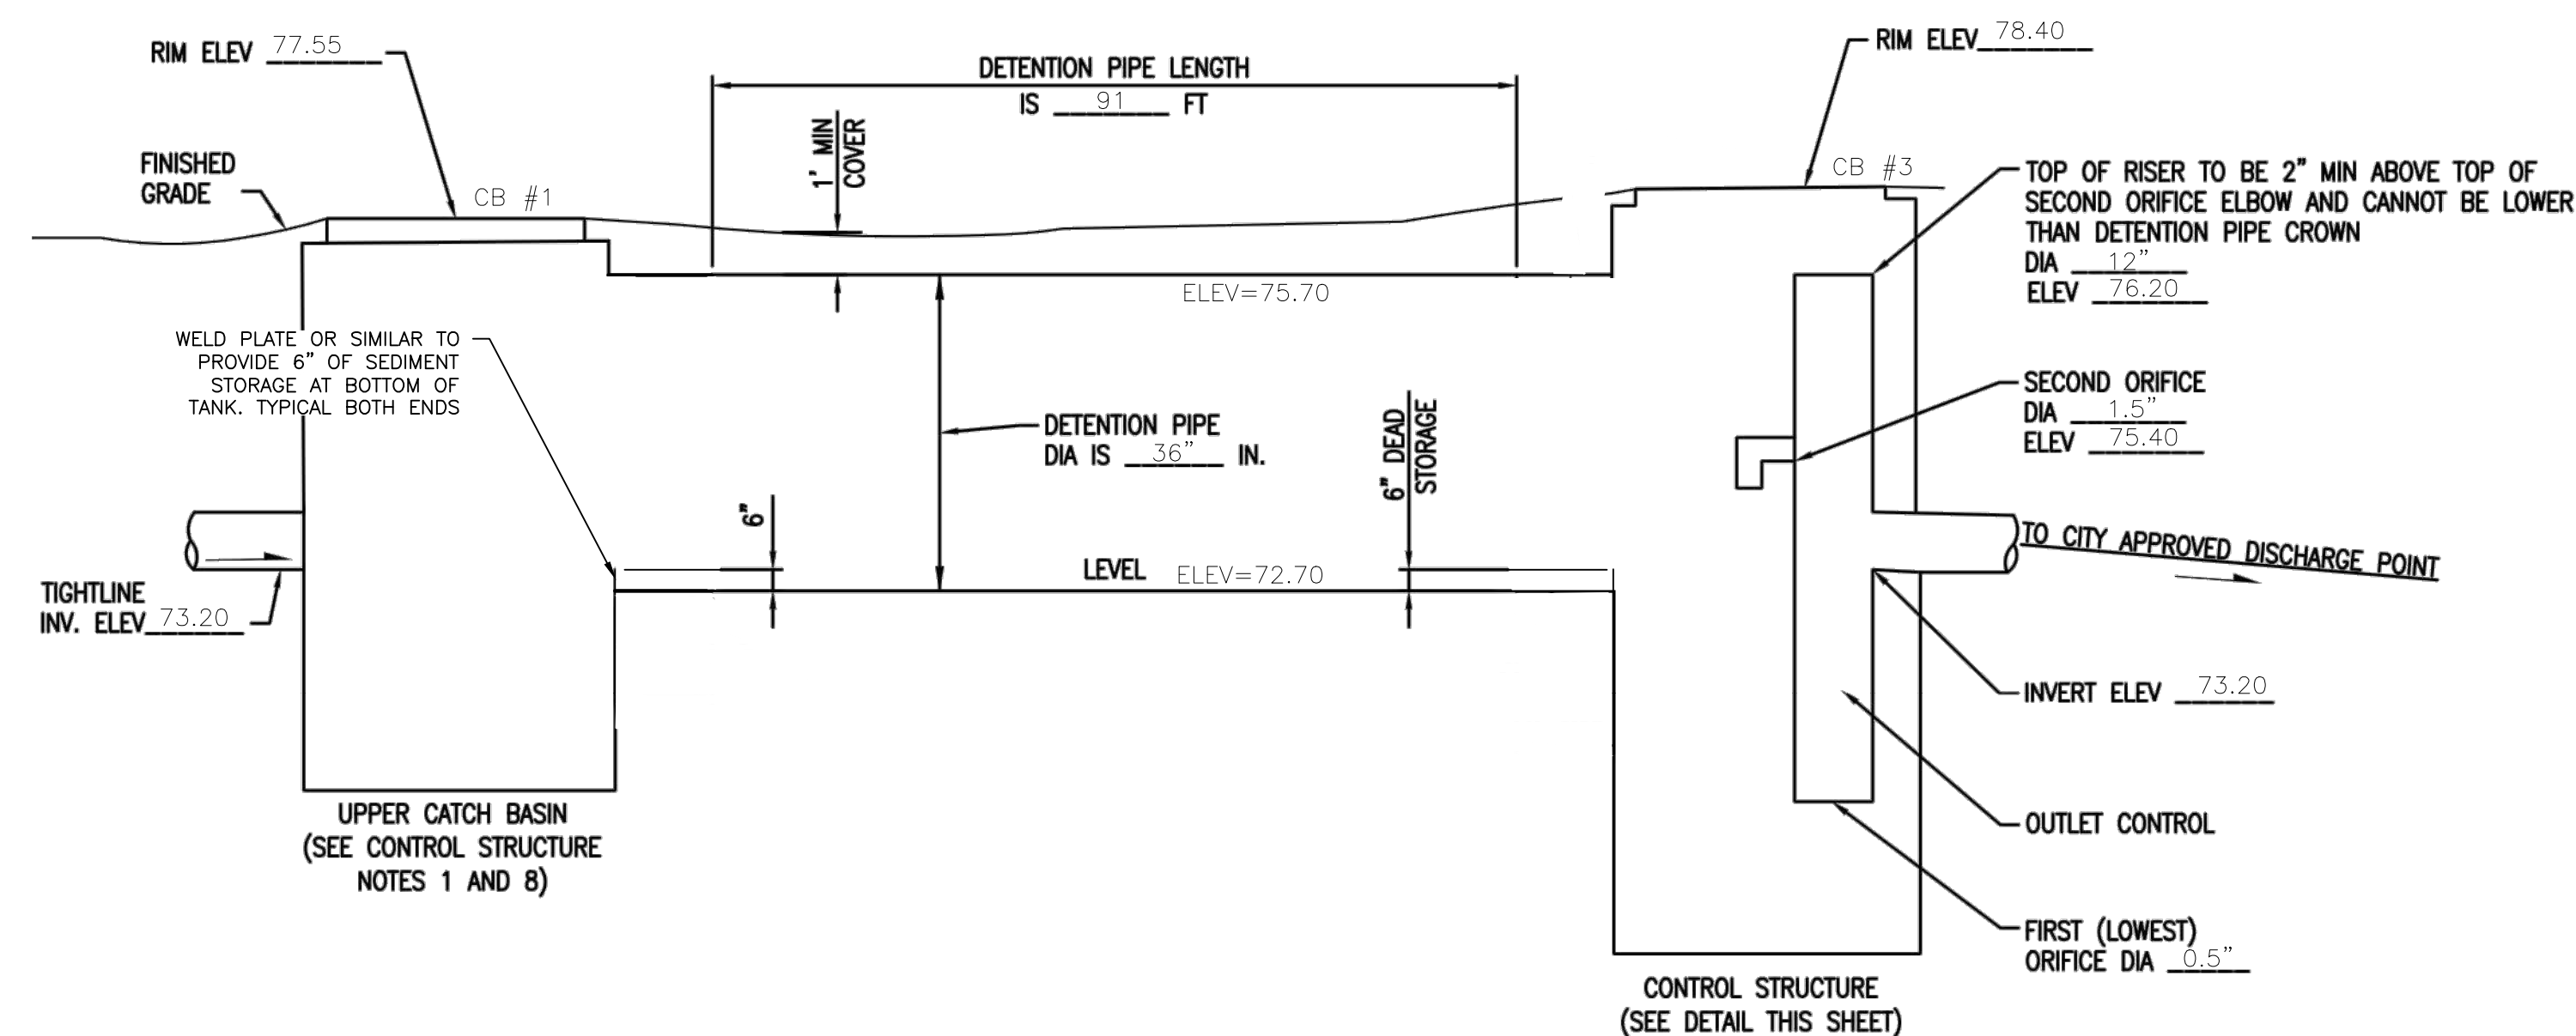 RIM ELEV 77.55
FINISHED
GRADE
CB #1
DETENTION PIPE LENGTH
IS 91 FT
1' MIN
COVER
RIM ELEV 78.40
CB #3
TOP OF RISER TO BE 2" MIN ABOVE TOP OF
SECOND ORIFICE ELBOW AND CANNOT BE LOWER
THAN DETENTION PIPE CROWN
DIA 12"
ELEV 76.20
ELEV=75.70
WELD PLATE OR SIMILAR TO
PROVIDE 6" OF SEDIMENT
STORAGE AT BOTTOM OF
TANK. TYPICAL BOTH ENDS
DETENTION PIPE
DIA IS 36" IN.
6" DEAD
STORAGE
SECOND ORIFICE
DIA 1.5"
ELEV 75.40
6"
LEVEL ELEV=72.70
TO CITY APPROVED DISCHARGE POINT
TIGHTLINE
INV. ELEV 73.20
INVERT ELEV 73.20
OUTLET CONTROL
UPPER CATCH BASIN
(SEE CONTROL STRUCTURE
NOTES 1 AND 8)
FIRST (LOWEST)
ORIFICE DIA 0.5"
CONTROL STRUCTURE
(SEE DETAIL THIS SHEET)